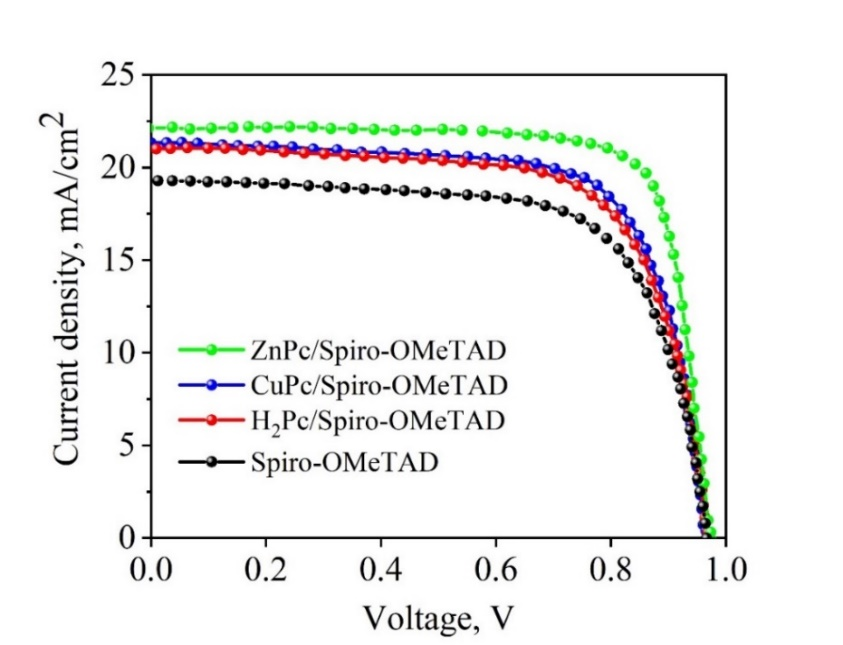 25
20
15
10
5
0
Current density, mA/cm²
ZnPc/Spiro-OMeTAD
CuPc/Spiro-OMeTAD
H₂Pc/Spiro-OMeTAD
Spiro-OMeTAD
0.0 0.2 0.4 0.6 0.8 1.0
Voltage, V